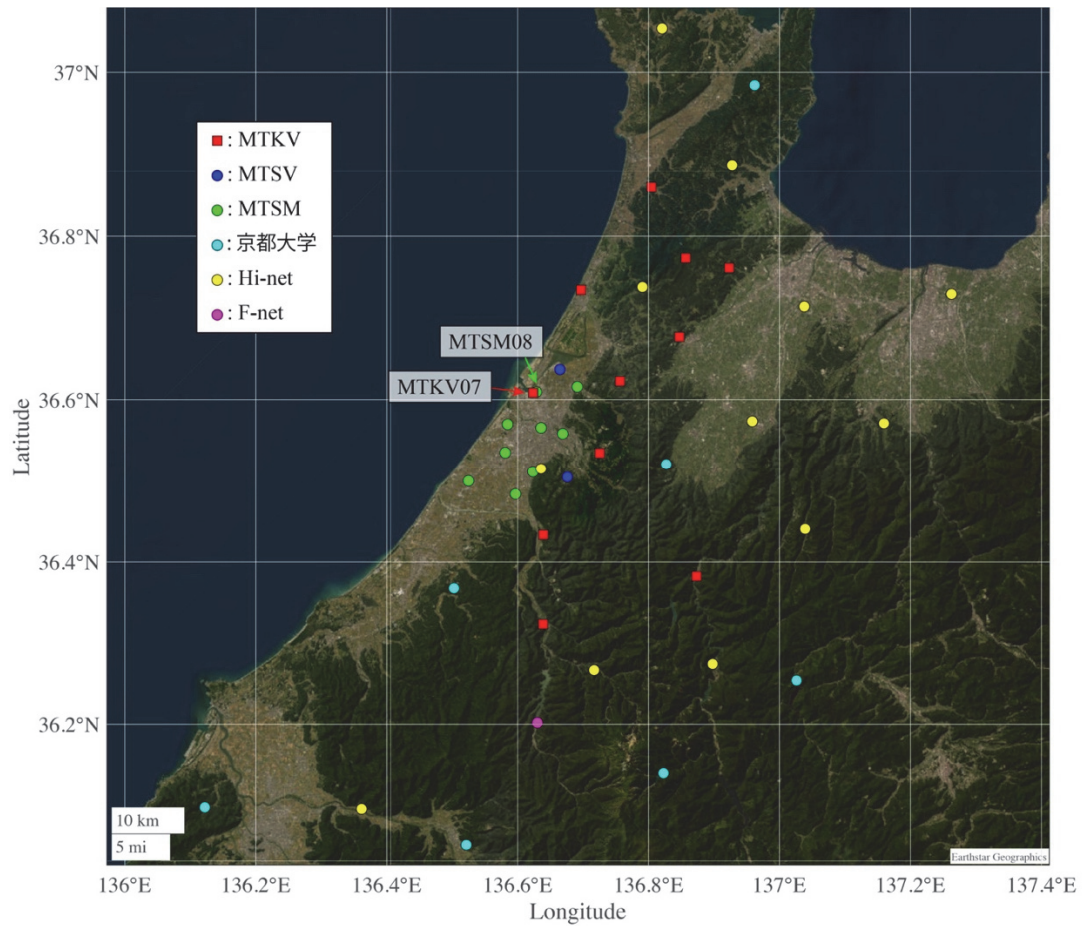 37°N
36.8°N
36.6°N
36.4°N
36.2°N
Latitude
: MTKV
: MTSV
: MTSM
: 京都大学
: Hi-net
: F-net
MTSM08
MTKV07
10 km
5 mi
Earthstar Geographics
136°E 136.2°E 136.4°E 136.6°E 136.8°E 137°E 137.2°E 137.4°E
Longitude